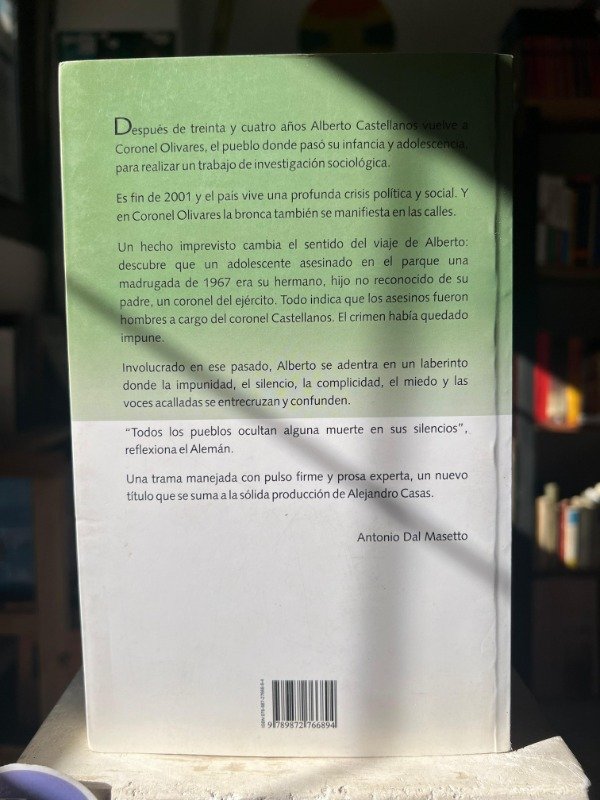 Después de treinta y cuatro años Alberto Castellanos vuelve a
Coronel Olivares, el pueblo donde pasó su infancia y adolescencia,
para realizar un trabajo de investigación sociológica.
Es fin de 2001 y el país vive una profunda crisis política y social. Y
en Coronel Olivares la bronca también se manifiesta en las calles.
Un hecho imprevisto cambia el sentido del viaje de Alberto:
descubre que un adolescente asesinado en el parque una
madrugada de 1967 era su hermano, hijo no reconocido de su
padre, un coronel del ejército. Todo indica que los asesinos fueron
hombres a cargo del coronel Castellanos. El crimen había quedado
impune.
Involucrado en ese pasado, Alberto se adentra en un laberinto
donde la impunidad, el silencio, la complicidad, el miedo y las
voces acalladas se entrecruzan y confunden.
“Todos los pueblos ocultan alguna muerte en sus silencios”,
reflexiona el Alemán.
Una trama manejada con pulso firme y prosa experta, un nuevo
título que se suma a la sólida producción de Alejandro Casas.
Antonio Dal Masetto
ISBN 978-987-27668-9-4
9 789872 766894